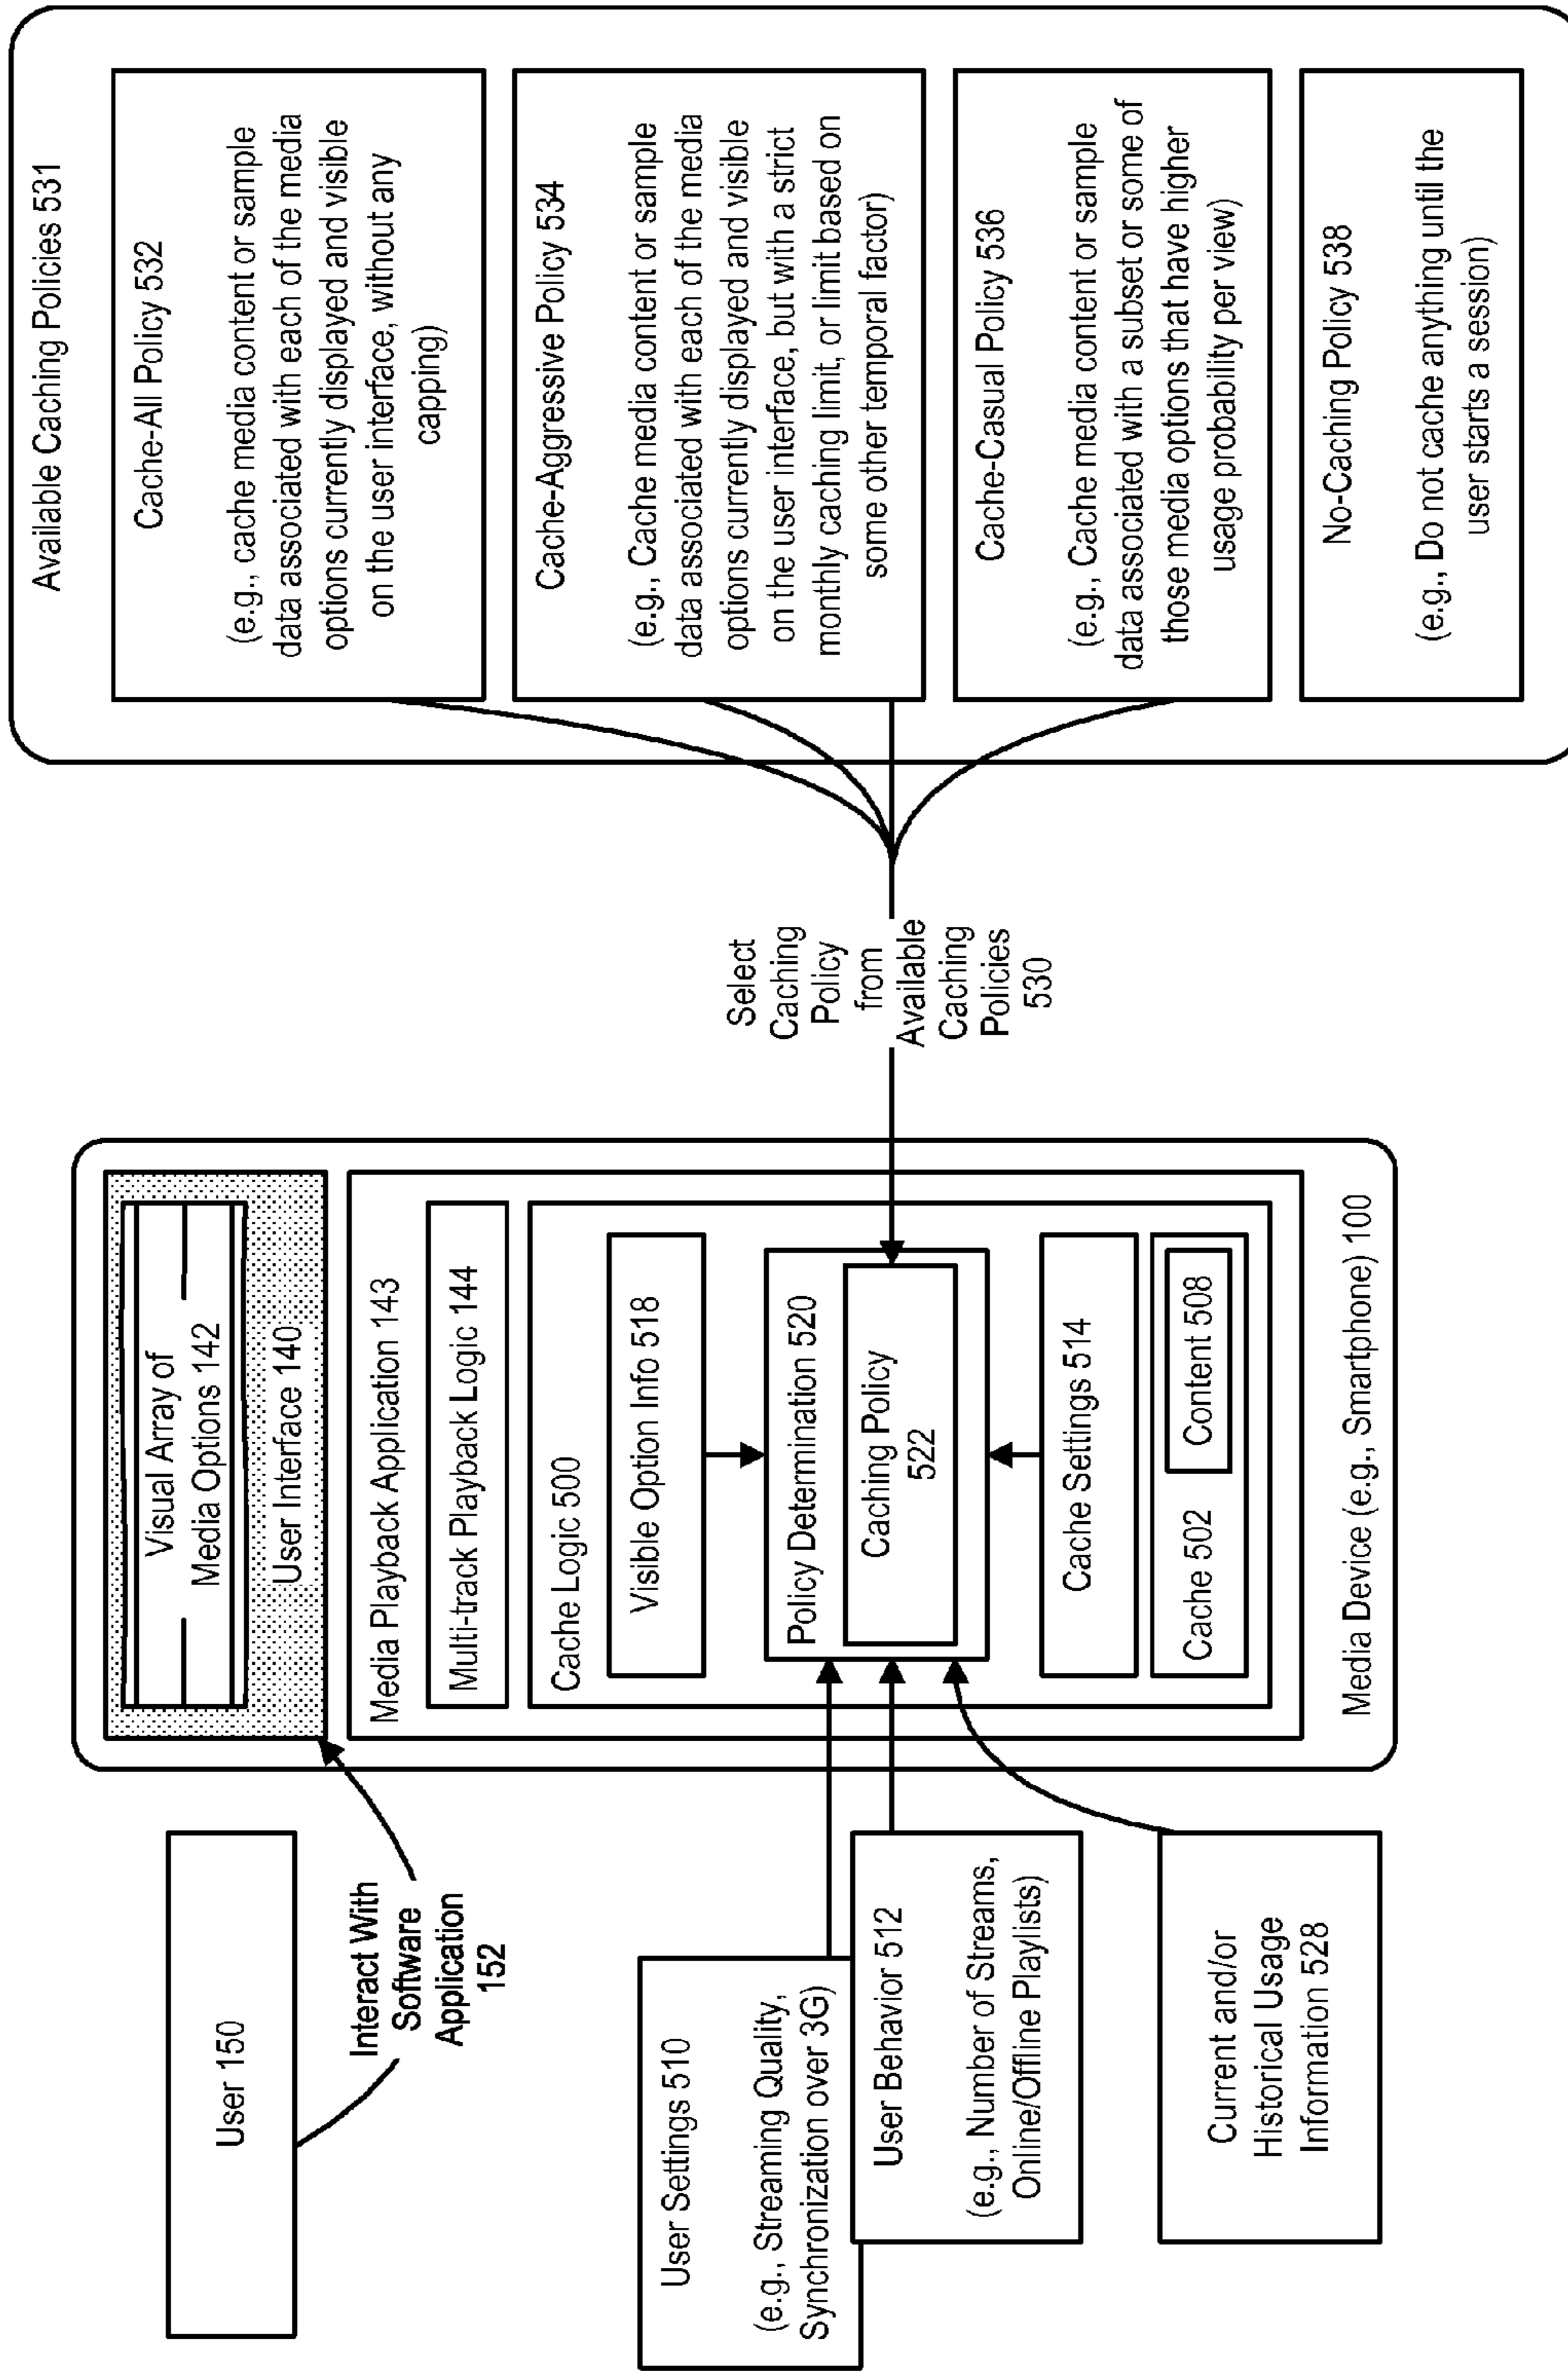 User 150
Interact With
Software
Application
152
User Settings 510
(e.g., Streaming Quality,
Synchronization over 3G)
User Behavior 512
(e.g., Number of Streams,
Online/Offline Playlists)
Current and/or
Historical Usage
Information 528
Visual Array of
Media Options 142
User Interface 140
Media Playback Application 143
Multi-track Playback Logic 144
Cache Logic 500
Visible Option Info 518
Policy Determination 520
Caching Policy
522
Cache Settings 514
Cache 502
Content 508
Media Device (e.g., Smartphone) 100
Select
Caching
Policy
from
Available
Caching
Policies
530
Available Caching Policies 531
Cache-All Policy 532
(e.g., cache media content or sample
data associated with each of the media
options currently displayed and visible
on the user interface, without any
capping)
Cache-Aggressive Policy 534
(e.g., Cache media content or sample
data associated with each of the media
options currently displayed and visible
on the user interface, but with a strict
monthly caching limit, or limit based on
some other temporal factor)
Cache-Casual Policy 536
(e.g., Cache media content or sample
data associated with a subset or some of
those media options that have higher
usage probability per view)
No-Caching Policy 538
(e.g., Do not cache anything until the
user starts a session)